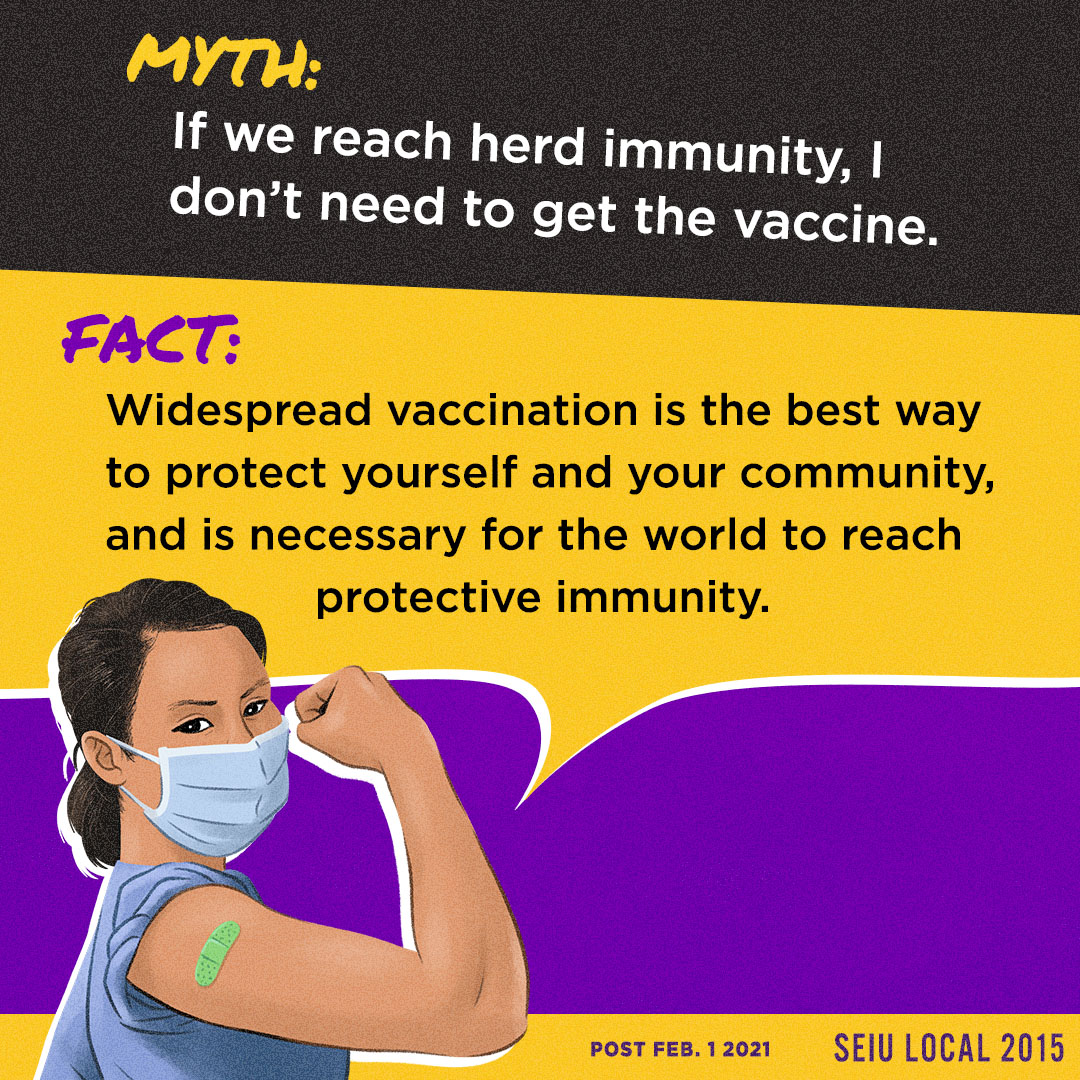 MYTH:
If we reach herd immunity, I
don’t need to get the vaccine.
FACT:
Widespread vaccination is the best way
to protect yourself and your community,
and is necessary for the world to reach
protective immunity.
POST FEB. 1 2021
SEIU LOCAL 2015